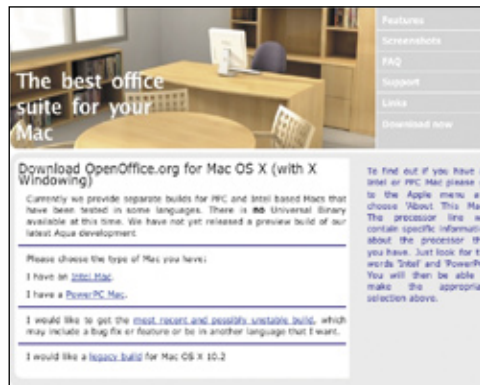 The best office
suite for your
Mac
Features
Screenshots
FAQ
Support
Links
Download now
Download OpenOffice.org for Mac OS X (with X
Windowing)
Currently we provide separate builds for PPC and Intel based Macs that
have been tested in some languages. There is no Universal Binary
available at this time. We have not yet released a preview build of our
latest Aqua development
Please choose the type of Mac you have:
I have an Intel Mac.
I have a PowerPC Mac.
I would like to get the most recent and possibly unstable build, which
may include a bug fix or feature or be in another language that I want.
I would like a legacy build for Mac OS X 10.2
To find out if you have
Intel or PPC Mac please
to the Apple menu
choose 'About This
The processor line
contain specific
about the processor
you have. Just look for
words 'Intel' and
You will then be able
make the
selection above.